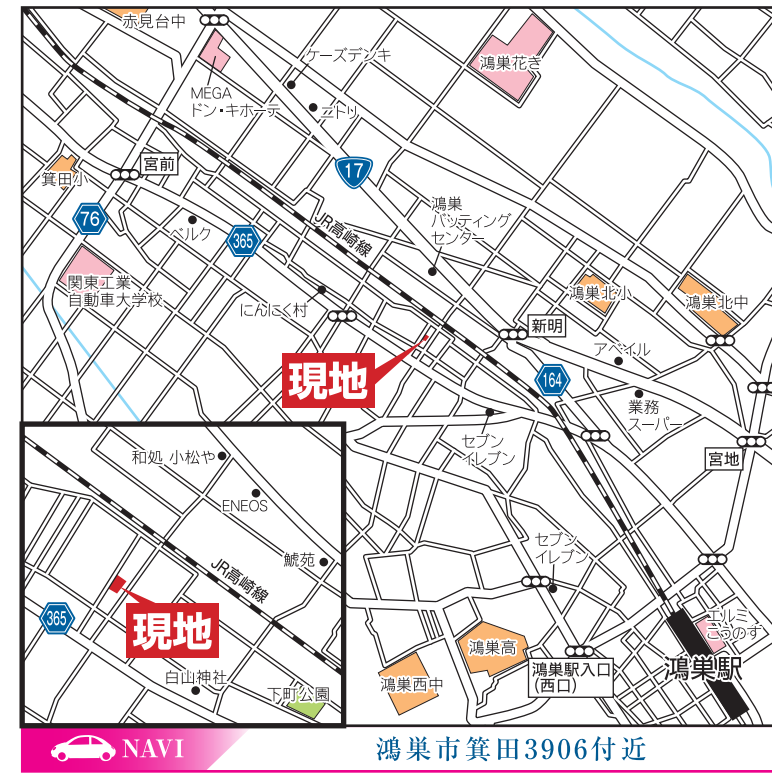 赤見台中
ケーズデンキ
鴻巣花き
MEGA
ドン・キホーテ
ニトリ
宮前
17
箕田小
鴻巣
バッティング
センター
76
ベルク
365
JR高崎線
関東工業
自動車大学校
にんにく村
鴻巣北小
鴻巣北中
新明
アベイル
現地
164
業務
スーパー
セブン
イレブン
宮地
和処 小松や
ENEOS
セブン
イレブン
鯱苑
JR高崎線
365
現地
エルミ
こうのす
鴻巣高
鴻巣駅
白山神社
鴻巣西中
鴻巣駅入口
(西口)
下町公園
NAVI
鴻巣市箕田3906付近